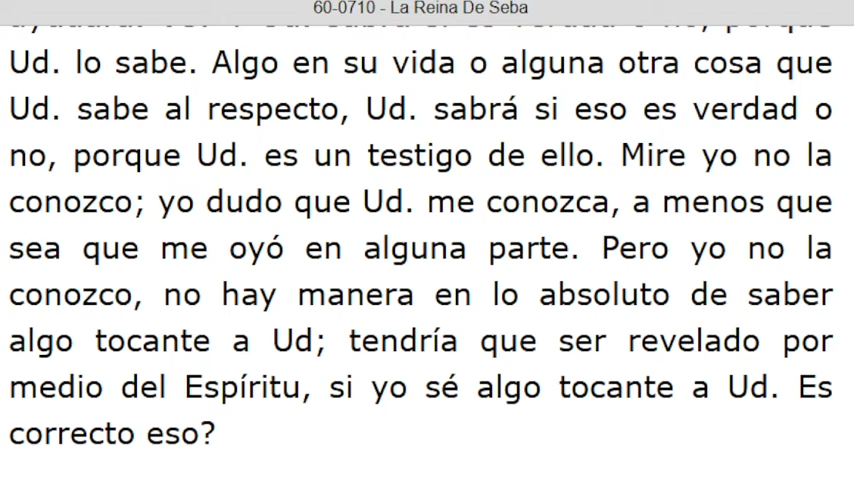 60-0710 - La Reina De Seba
Ud. lo sabe. Algo en su vida o alguna otra cosa que
Ud. sabe al respecto, Ud. sabrá si eso es verdad o
no, porque Ud. es un testigo de ello. Mire yo no la
conozco; yo dudo que Ud. me conozca, a menos que
sea que me oyó en alguna parte. Pero yo no la
conozco, no hay manera en lo absoluto de saber
algo tocante a Ud; tendría que ser revelado por
medio del Espíritu, si yo sé algo tocante a Ud. Es
correcto eso?